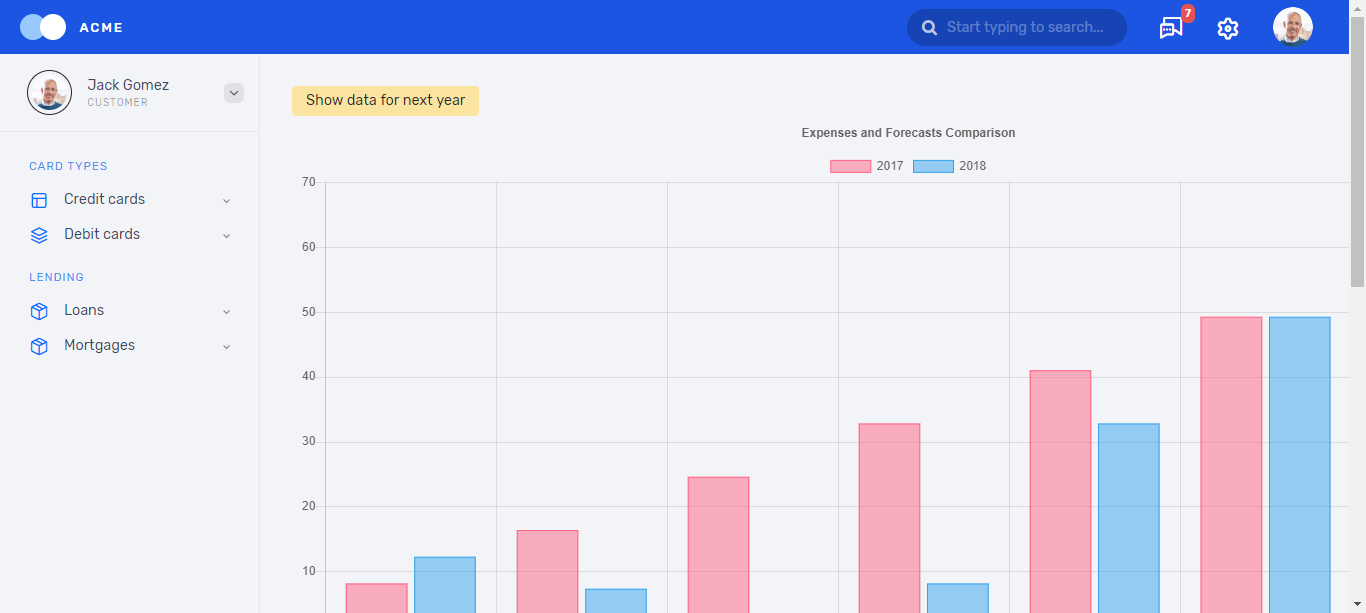 ACME
Start typing to search...
7
Jack Gomez
CUSTOMER
CARD TYPES
Credit cards
Debit cards
LENDING
Loans
Mortgages
Show data for next year
Expenses and Forecasts Comparison
2017 2018
70
60
50
40
30
20
10